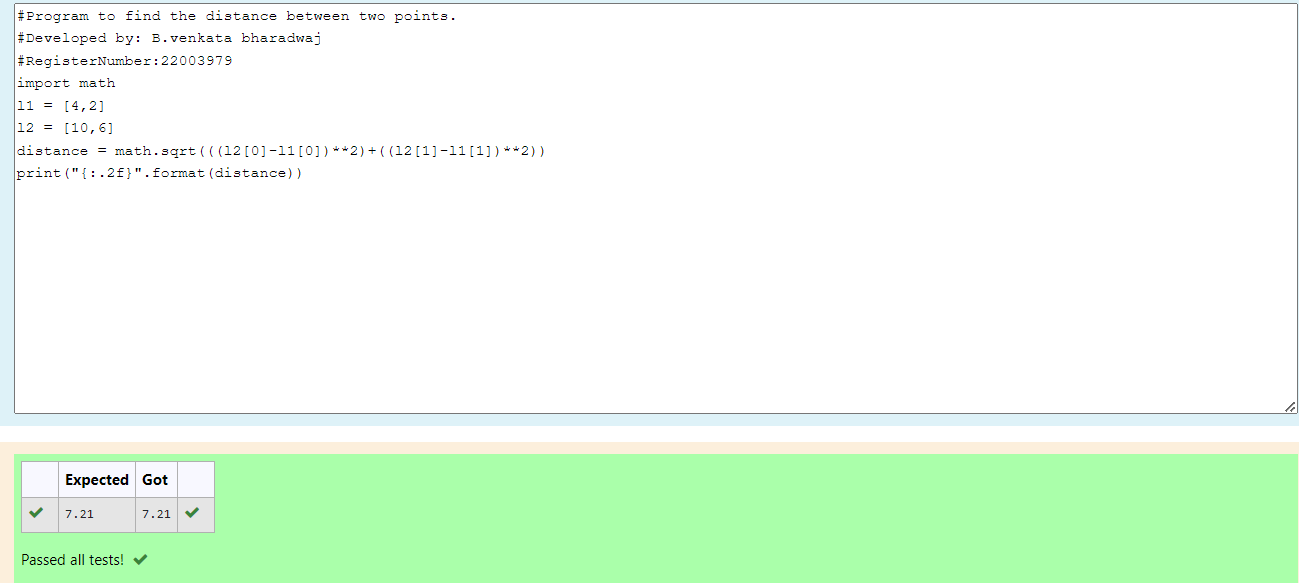 #Program to find the distance between two points.
#Developed by: B.venkata bharadwaj
#RegisterNumber:22003979
import math
l1 = [4,2]
l2 = [10,6]
distance = math.sqrt(((l2[0]-l1[0])**2)+((l2[1]-l1[1])**2))
print("{:.2f}".format(distance))
Expected Got
7.21 7.21
Passed all tests!